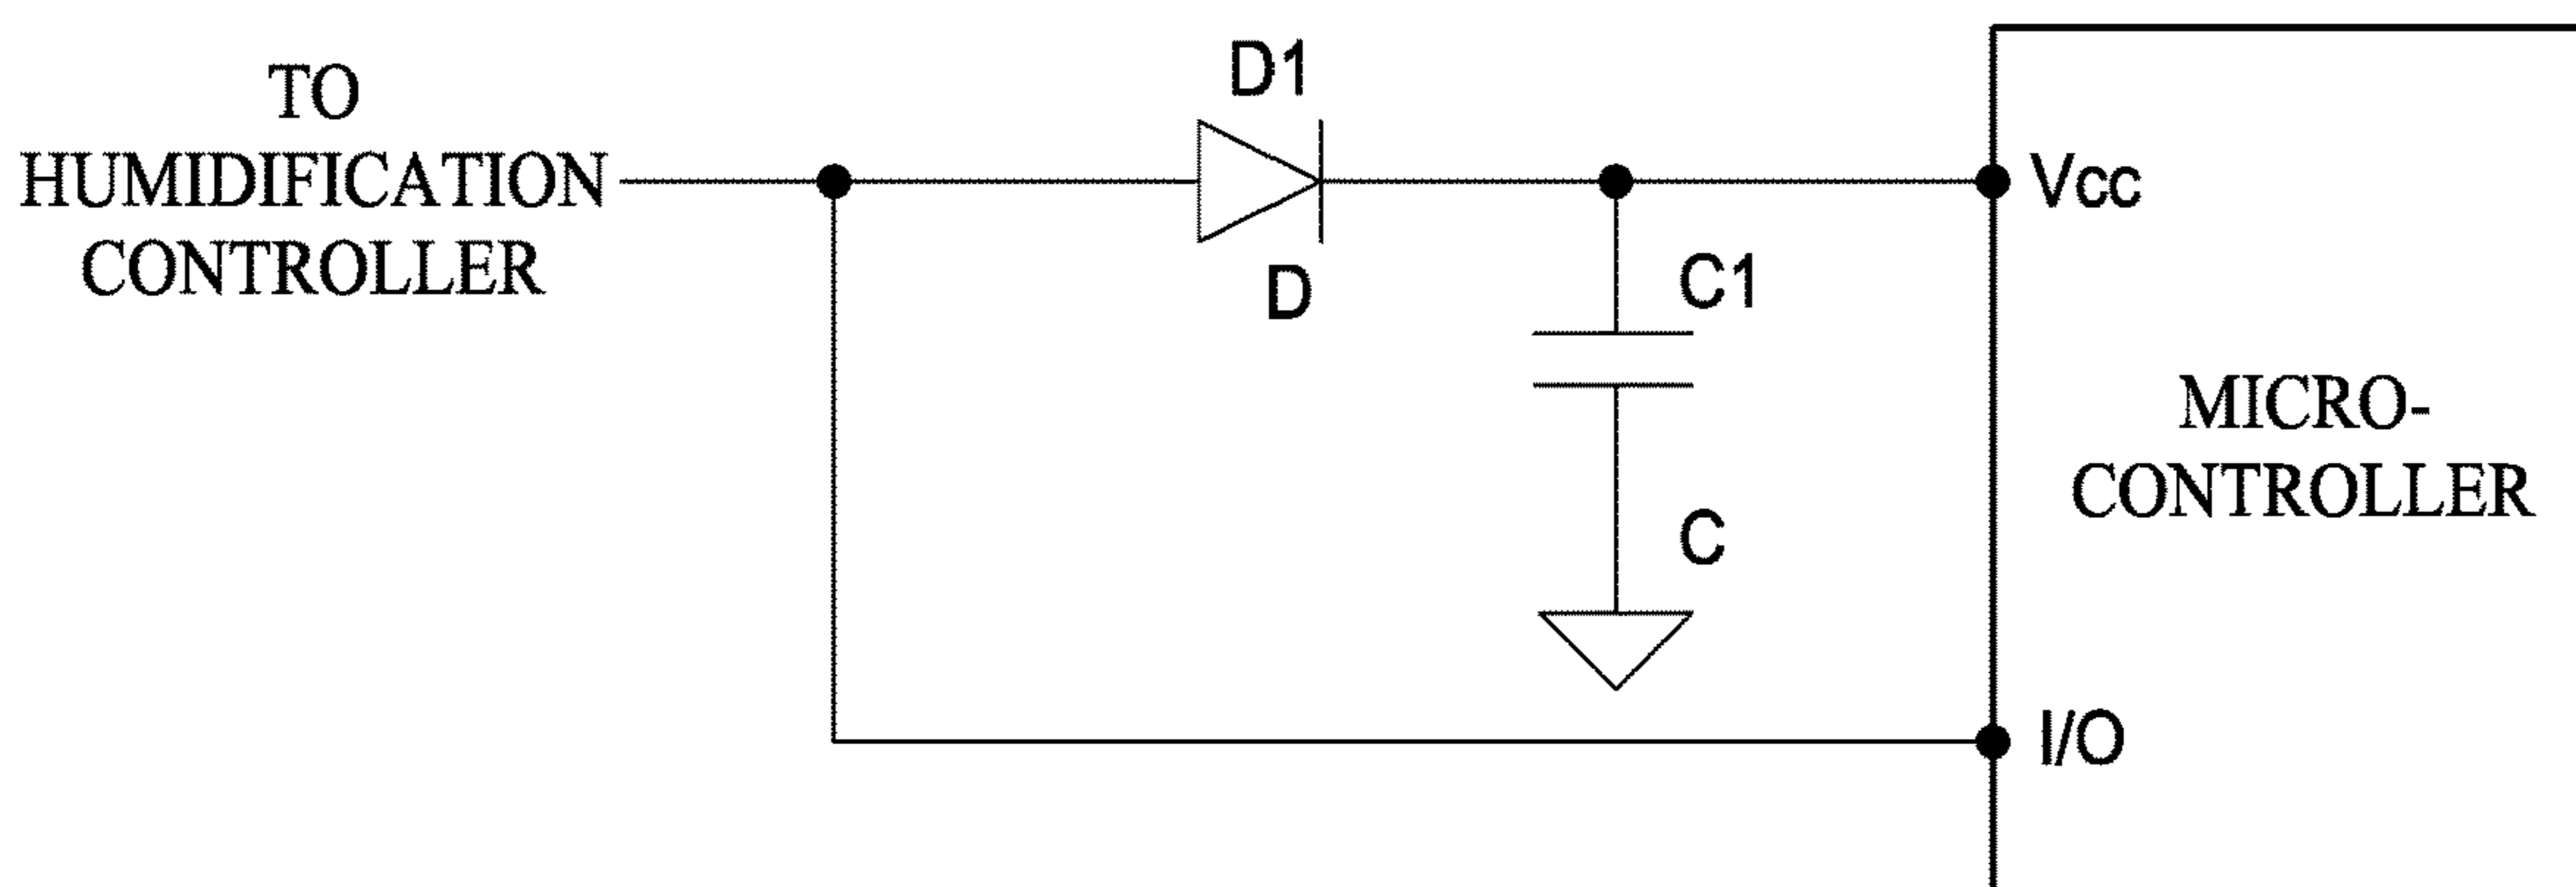 TO
HUMIDIFICATION
CONTROLLER
D1
D
C1
C
Vcc
MICRO-
CONTROLLER
I/O